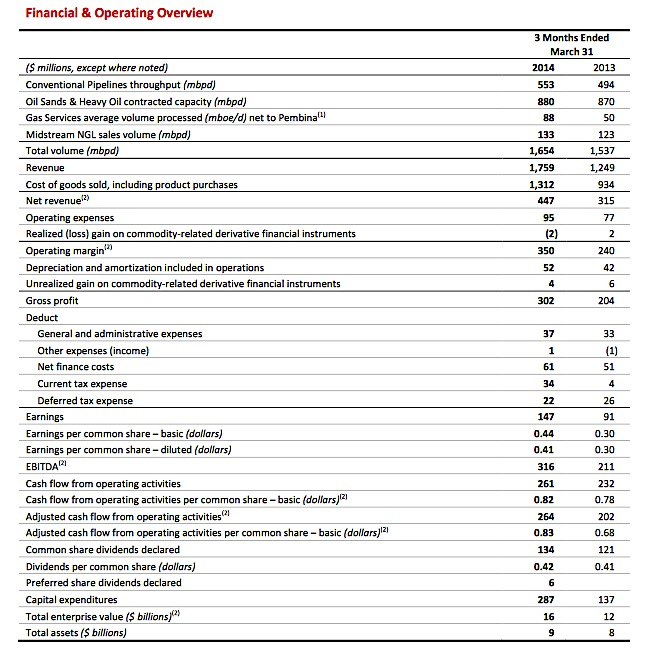 Financial & Operating Overview
3 Months Ended
March 31
($ millions, except where noted) 2014 2013
Conventional Pipelines throughput (mbpd) 553 494
Oil Sands & Heavy Oil contracted capacity (mbpd) 880 870
Gas Services average volume processed (mboe/d) net to Pembina(1) 88 50
Midstream NGL sales volume (mbpd) 133 123
Total volume (mbpd) 1,654 1,537
Revenue 1,759 1,249
Cost of goods sold, including product purchases 1,312 934
Net revenue(2) 447 315
Operating expenses 95 77
Realized (loss) gain on commodity-related derivative financial instruments (2) 2
Operating margin(2) 350 240
Depreciation and amortization included in operations 52 42
Unrealized gain on commodity-related derivative financial instruments 4 6
Gross profit 302 204
Deduct
General and administrative expenses 37 33
Other expenses (income) 1 (1)
Net finance costs 61 51
Current tax expense 34 4
Deferred tax expense 22 26
Earnings 147 91
Earnings per common share – basic (dollars) 0.44 0.30
Earnings per common share – diluted (dollars) 0.41 0.30
EBITDA(2) 316 211
Cash flow from operating activities 261 232
Cash flow from operating activities per common share – basic (dollars)(2) 0.82 0.78
Adjusted cash flow from operating activities(2) 264 202
Adjusted cash flow from operating activities per common share – basic (dollars)(2) 0.83 0.68
Common share dividends declared 134 121
Dividends per common share (dollars) 0.42 0.41
Preferred share dividends declared 6
Capital expenditures 287 137
Total enterprise value ($ billions)(2) 16 12
Total assets ($ billions) 9 8